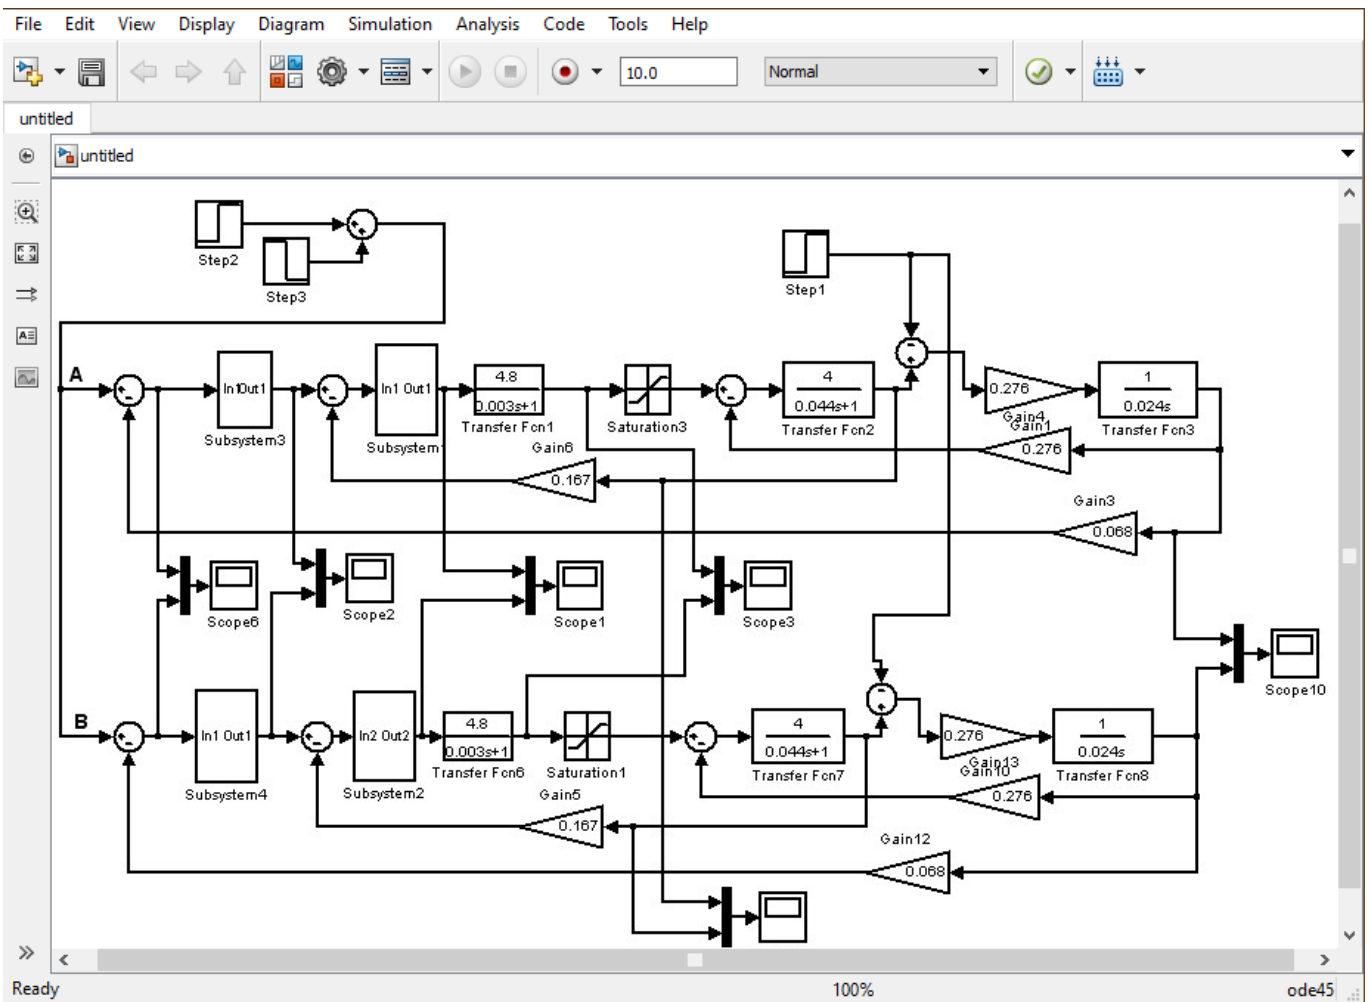 File Edit View Display Diagram Simulation Analysis Code Tools Help
10.0 Normal
untitled
untitled
Step2
Step3
Step1
A
In1Out1
Subsystem3
In1 Out1
Subsystem
4.8
0.003s+1
Transfer Fcn1
Saturation3
4
0.044s+1
Transfer Fcn2
0.276
Gain4
1
0.024s
Transfer Fcn3
Gain1
0.276
Gain6
0.167
Gain3
0.068
Scope6
Scope2
Scope1
Scope3
Scope10
B
In1 Out1
Subsystem4
In2 Out2
Subsystem2
4.8
0.003s+1
Transfer Fcn6
Saturation1
4
0.044s+1
Transfer Fcn7
0.276
Gain13
1
0.024s
Transfer Fcn8
Gain10
0.276
Gain5
0.167
Gain12
0.068
Ready 100% ode45